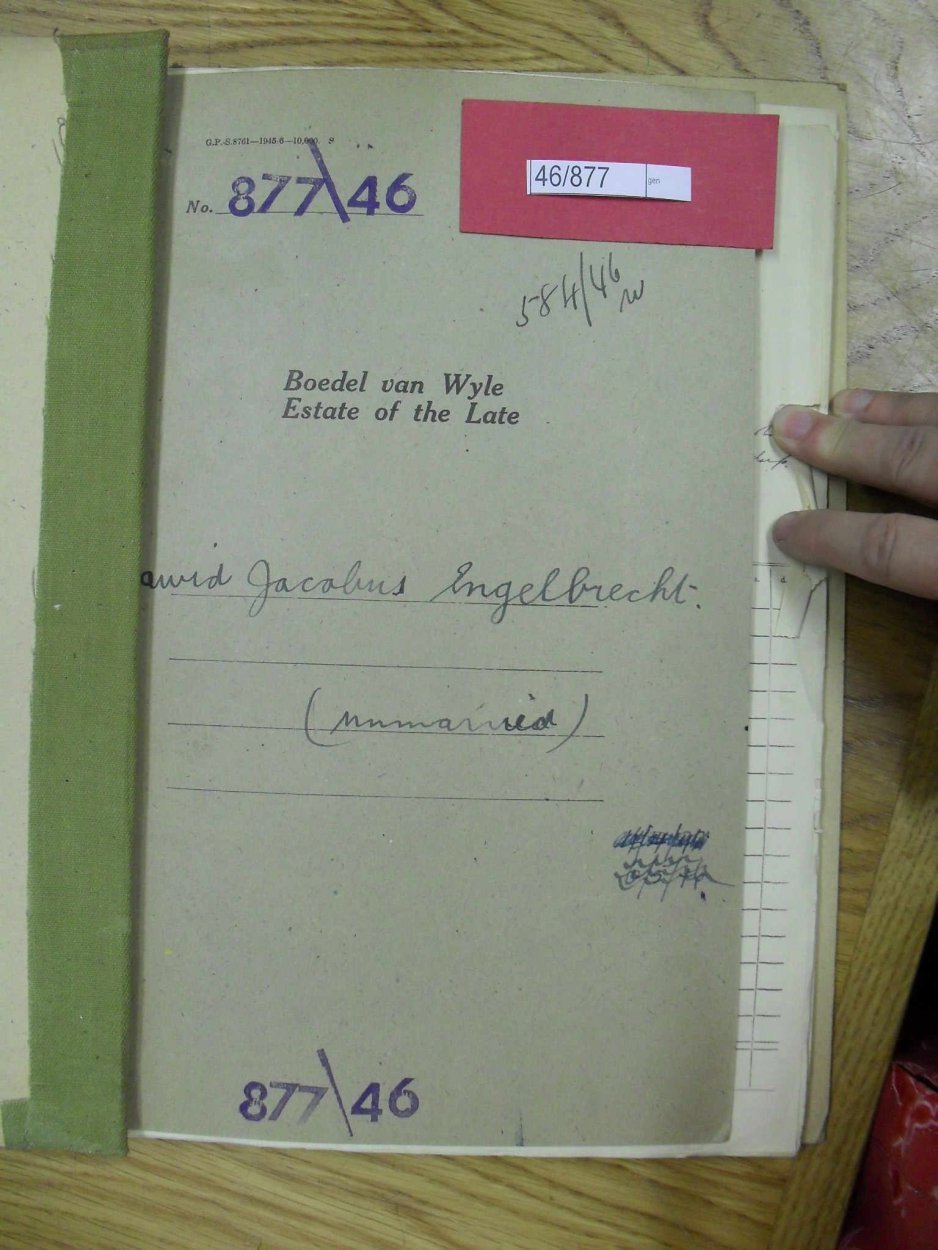 G.P.-S.8761—1945-6—10,000. S
46/877 gen
No. 877\46
584/46
Boedel van Wyle
Estate of the Late
awid Jacobus Engelbrecht.
(Unmarried)
877\46